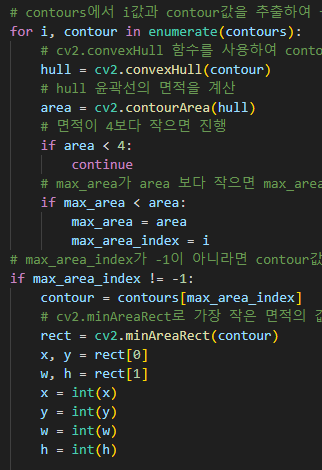 # contours에서 i값과 contour값을 추출하여
for i, contour in enumerate(contours):
    # cv2.convexHull 함수를 사용하여 conto
    hull = cv2.convexHull(contour)
    # hull 윤곽선의 면적을 계산
    area = cv2.contourArea(hull)
    # 면적이 4보다 작으면 진행
    if area < 4:
        continue
    # max_area가 area 보다 작으면 max_area
    if max_area < area:
        max_area = area
        max_area_index = i
# max_area_index가 -1이 아니라면 contour값
if max_area_index != -1:
    contour = contours[max_area_index]
    # cv2.minAreaRect로 가장 작은 면적의 값
    rect = cv2.minAreaRect(contour)
    x, y = rect[0]
    w, h = rect[1]
    x = int(x)
    y = int(y)
    w = int(w)
    h = int(h)